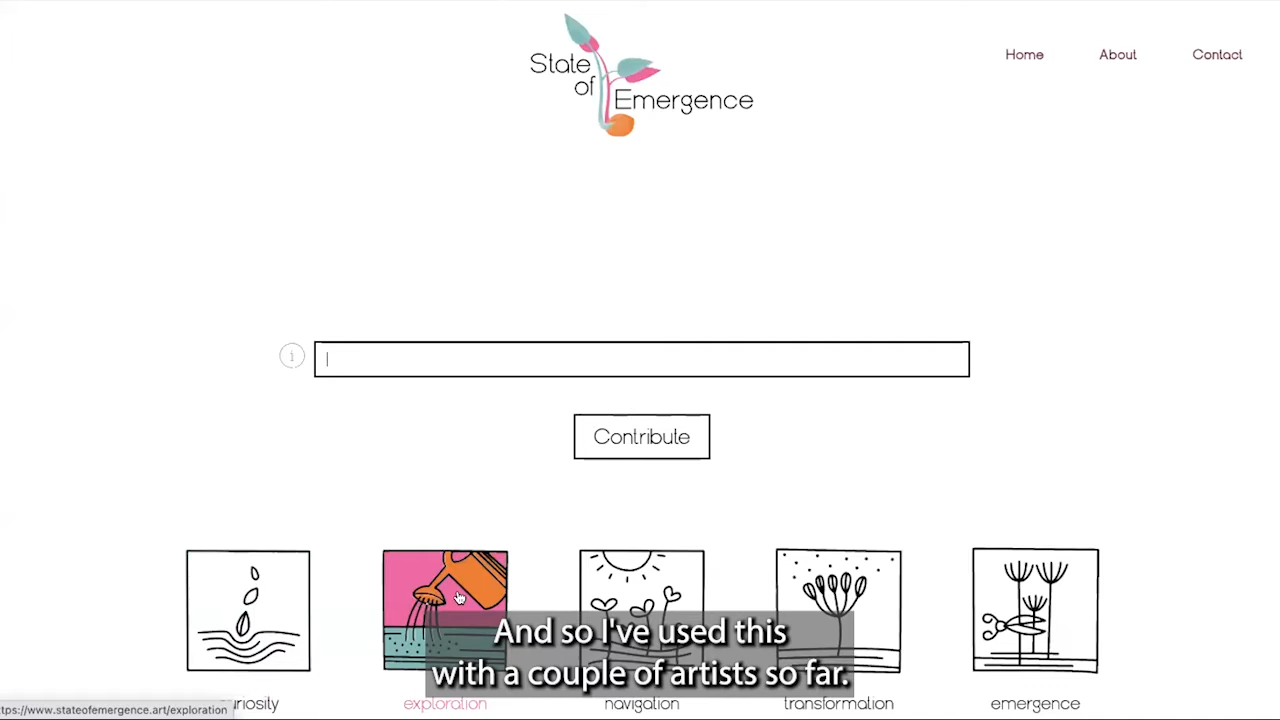 State
of
Emergence
Home
About
Contact
i
Contribute
And so I've used this
with a couple of artists so far.
uriosity
exploration
navigation
transformation
emergence
ttps://www.stateofemergence.art/exploration